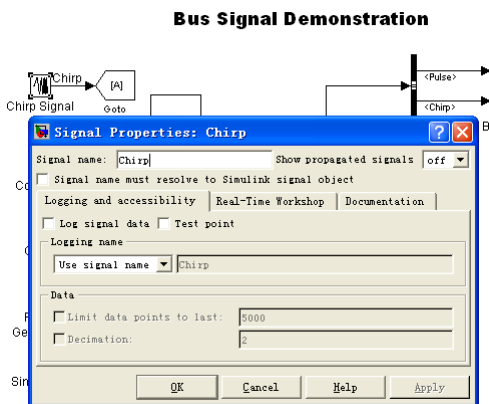 Bus Signal Demonstration
Chirp
[A]
Chirp Signal
Goto
<Pulse>
<Chirp>
B
Signal Properties: Chirp
Signal name: Chirp Show propagated signals off
Signal name must resolve to Simulink signal object
Logging and accessibility Real-Time Workshop Documentation
Log signal data Test point
Logging name
Use signal name Chirp
Data
Limit data points to last: 5000
Decimation: 2
OK Cancel Help Apply
Ge
Sin